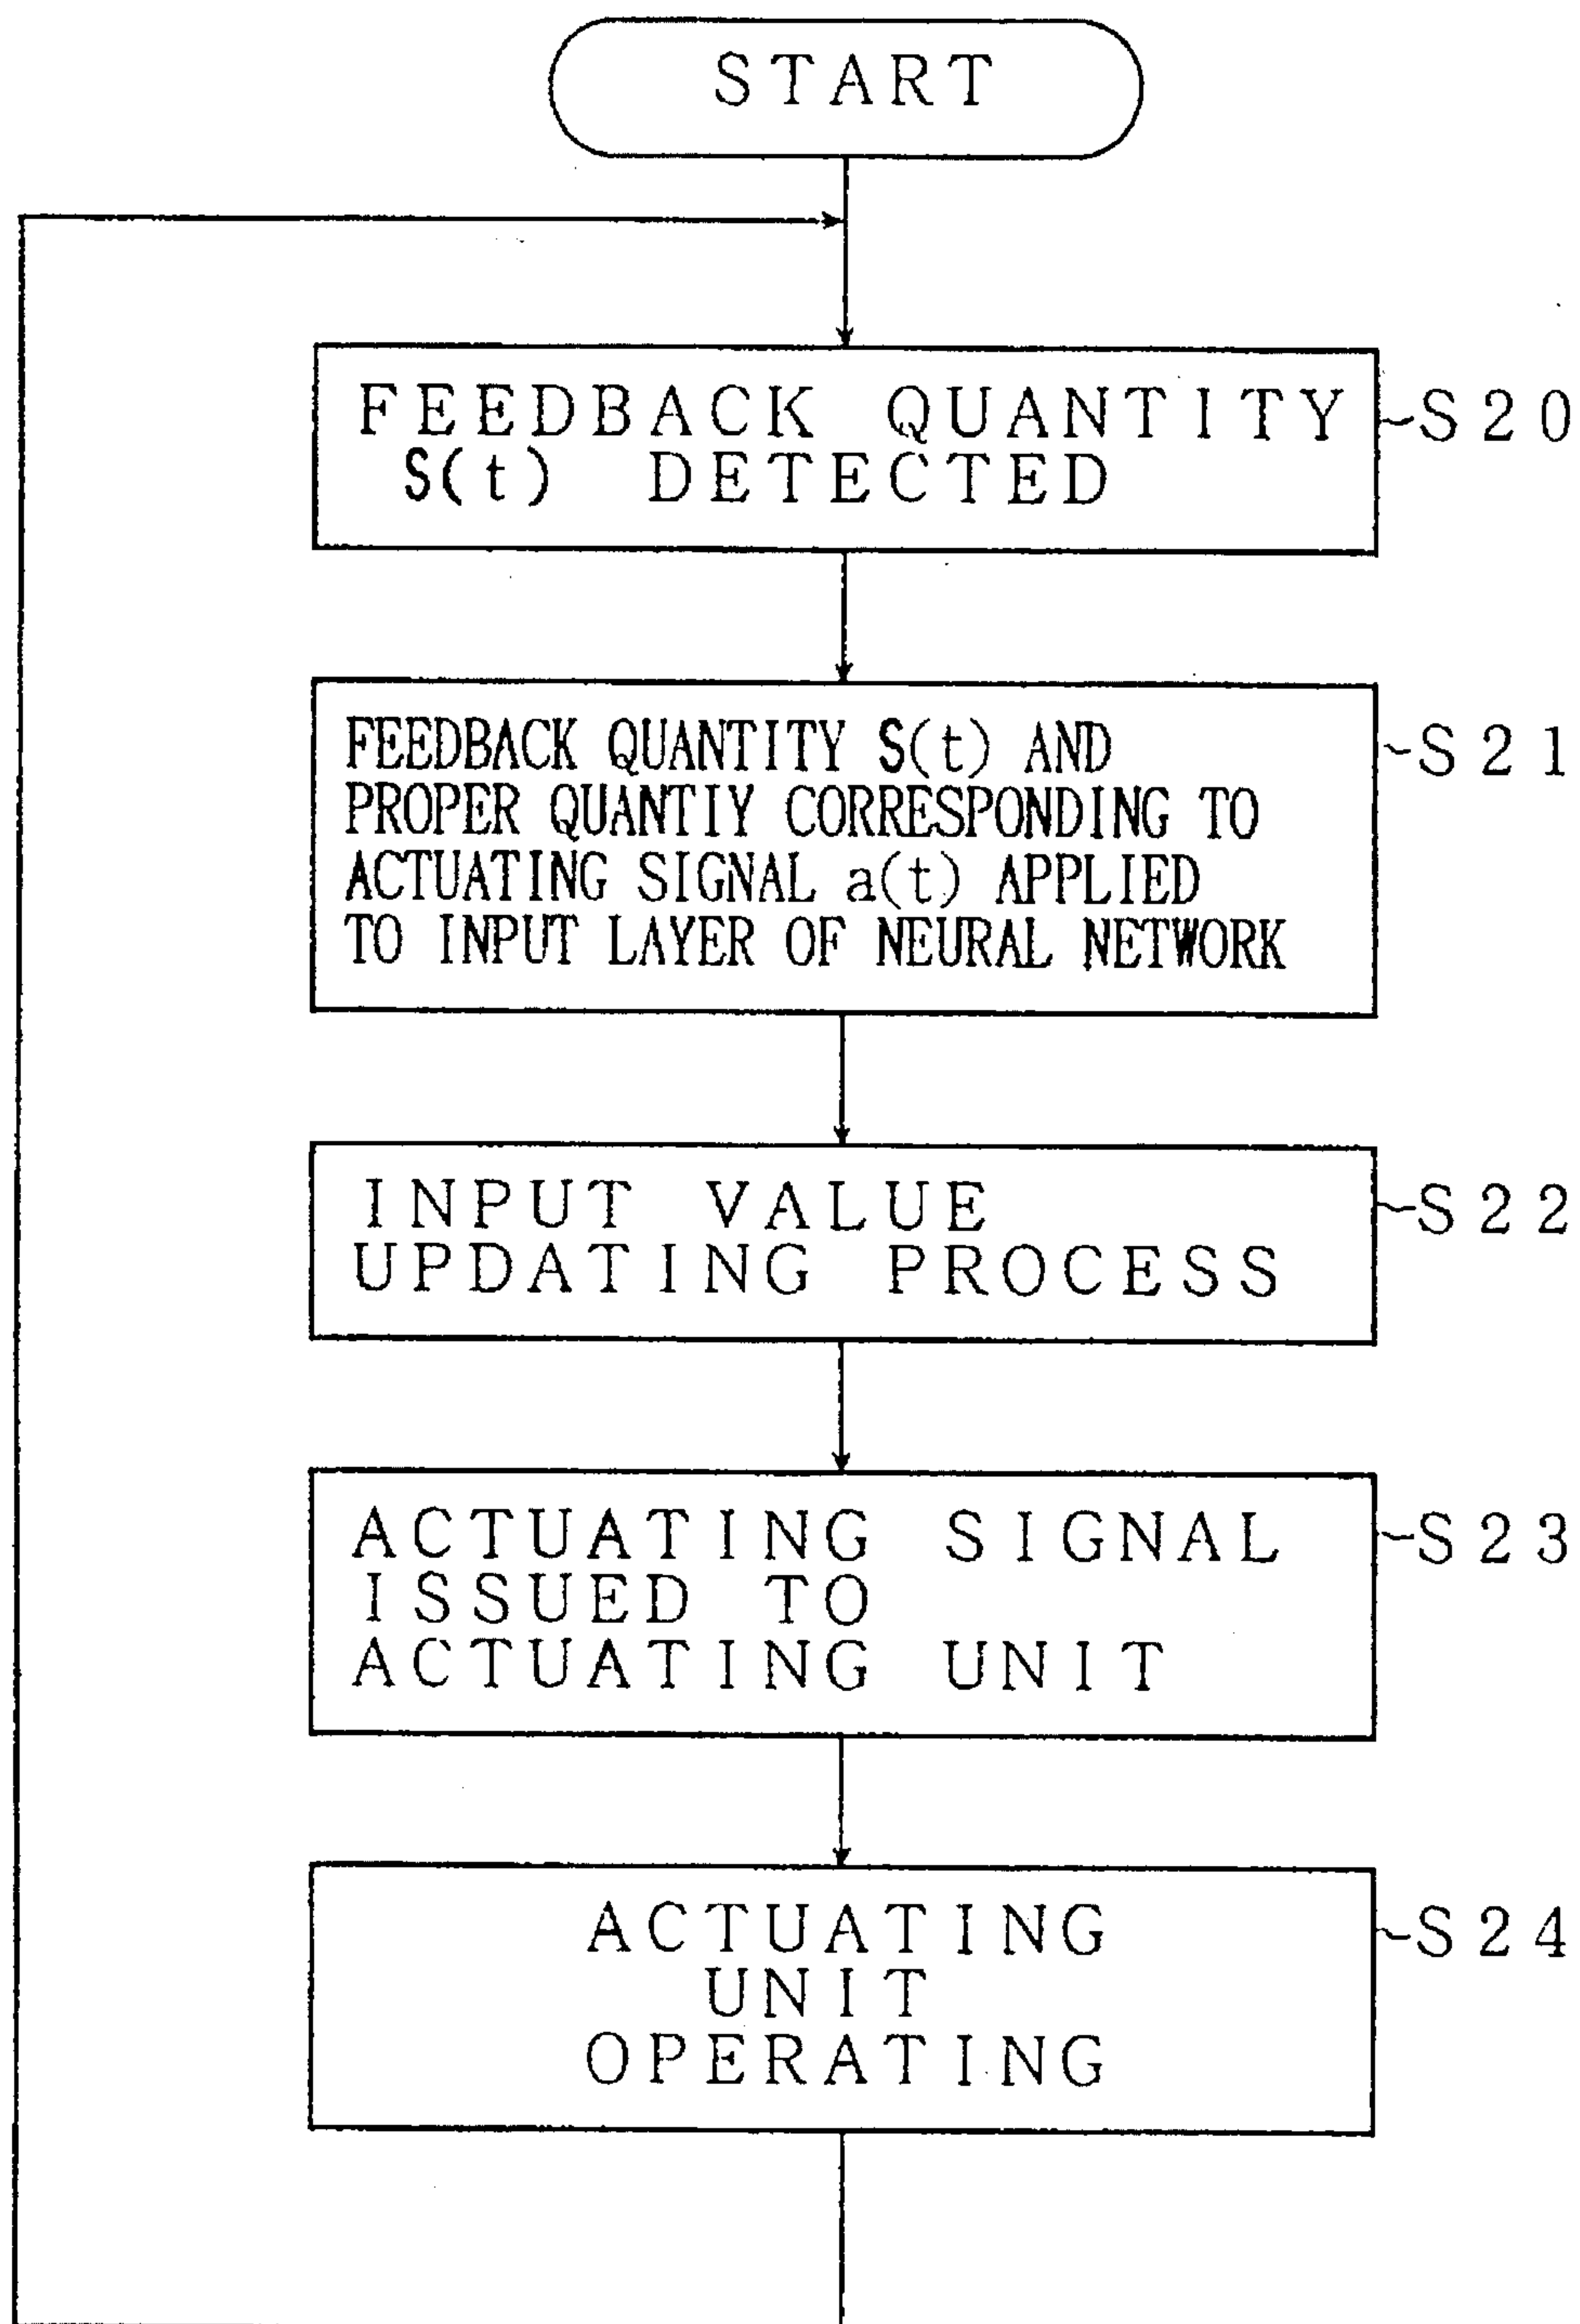 START
FEEDBACK QUANTITY
S(t) DETECTED
S20
FEEDBACK QUANTITY S(t) AND
PROPER QUANTIY CORRESPONDING TO
ACTUATING SIGNAL a(t) APPLIED
TO INPUT LAYER OF NEURAL NETWORK
S21
INPUT VALUE
UPDATING PROCESS
S22
ACTUATING SIGNAL
ISSUED TO
ACTUATING UNIT
S23
ACTUATING
UNIT
OPERATING
S24